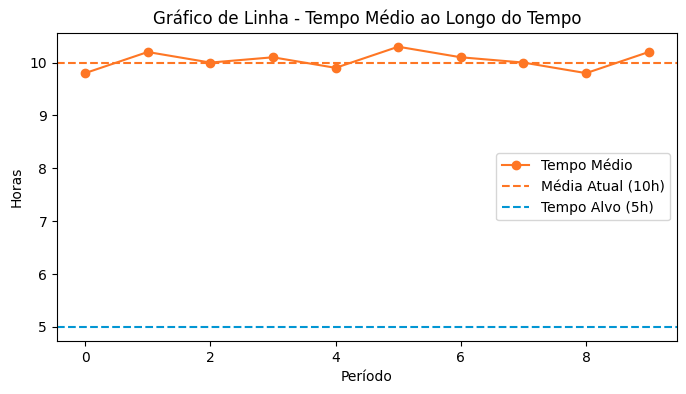 Gráfico de Linha - Tempo Médio ao Longo do Tempo
Horas
10
9
8
7
6
5
Tempo Médio
Média Atual (10h)
Tempo Alvo (5h)
0
2
4
6
8
Período